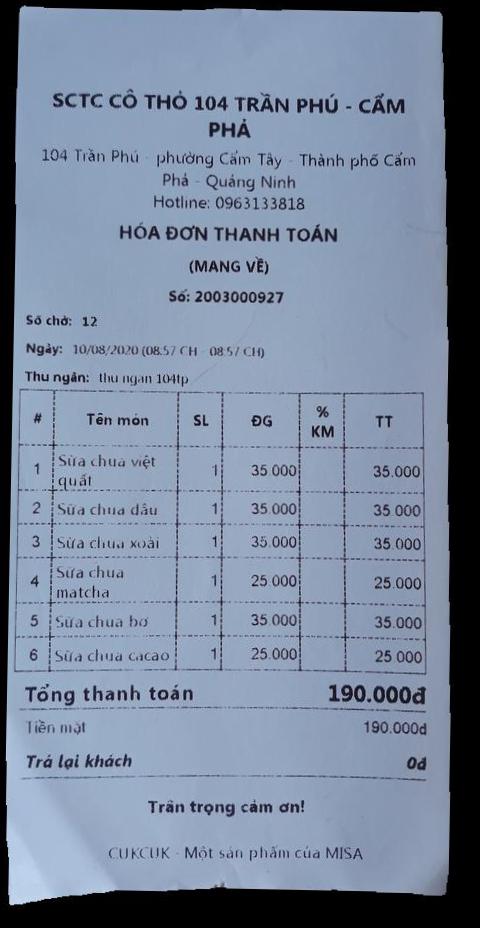 SCTC CÔ THỎ 104 TRẦN PHÚ - CẨM
PHẢ
104 Trần Phú - phường Cẩm Tây - Thành phố Cẩm
Phả - Quảng Ninh
Hotline: 0963133818
HÓA ĐƠN THANH TOÁN
(MANG VỀ)
Số: 2003000927
Số chờ: 12
Ngày: 10/08/2020 (08:57 CH - 08:57 CH)
Thu ngân: thu ngan 104tp
# Tên món SL ĐG % KM TT
1 Sữa chua việt quất 1 35.000 35.000
2 Sữa chua dâu 1 35.000 35.000
3 Sữa chua xoài 1 35.000 35.000
4 Sữa chua matcha 1 25.000 25.000
5 Sữa chua bơ 1 35.000 35.000
6 Sữa chua cacao 1 25.000 25.000
Tổng thanh toán 190.000đ
Tiền mặt 190.000đ
Trả lại khách 0đ
Trân trọng cảm ơn!
CUKCUK - Một sản phẩm của MISA